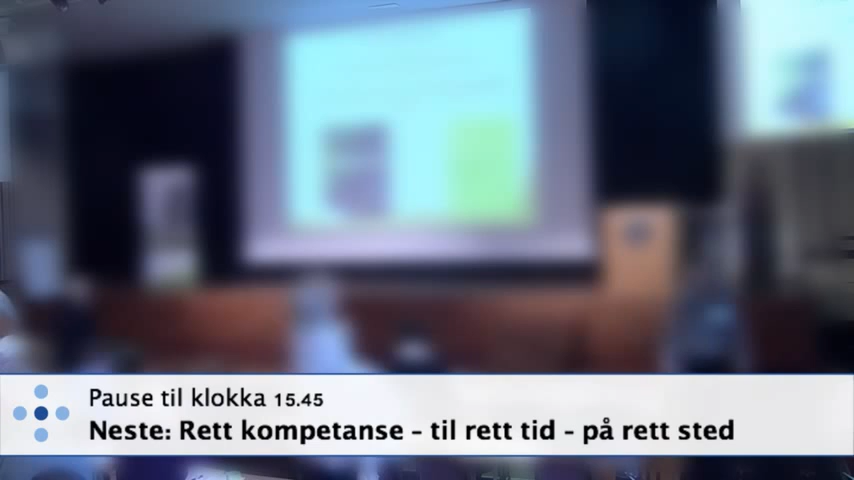 Pause til klokka 15.45
Neste: Rett kompetanse - til rett tid - på rett sted